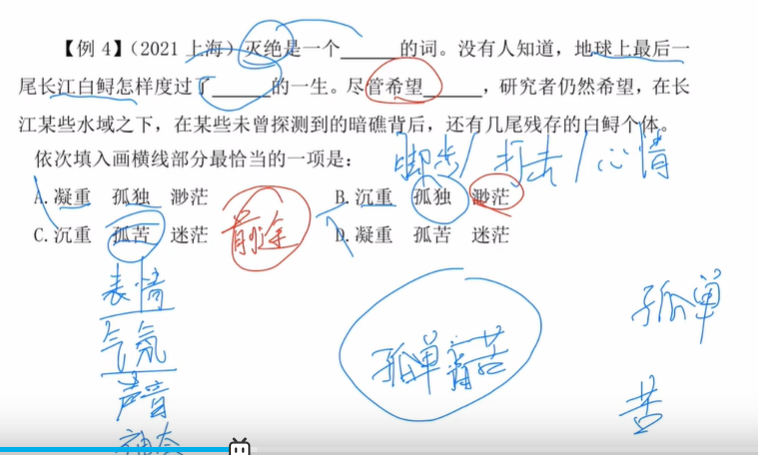 【例 4】（2021 上海）灭绝是一个______的词。没有人知道，地球上最后一
尾长江白鲟怎样度过了______的一生。尽管希望______，研究者仍然希望，在长
江某些水域之下，在某些未曾探测到的暗礁背后，还有几尾残存的白鲟个体。
脚步/打击/心情
依次填入画横线部分最恰当的一项是：
A.凝重 孤独 渺茫 B.沉重 孤独 渺茫
C.沉重 孤苦 迷茫 前途 D.凝重 孤苦 迷茫
表情
气氛
声音
孤单
孤单
苦